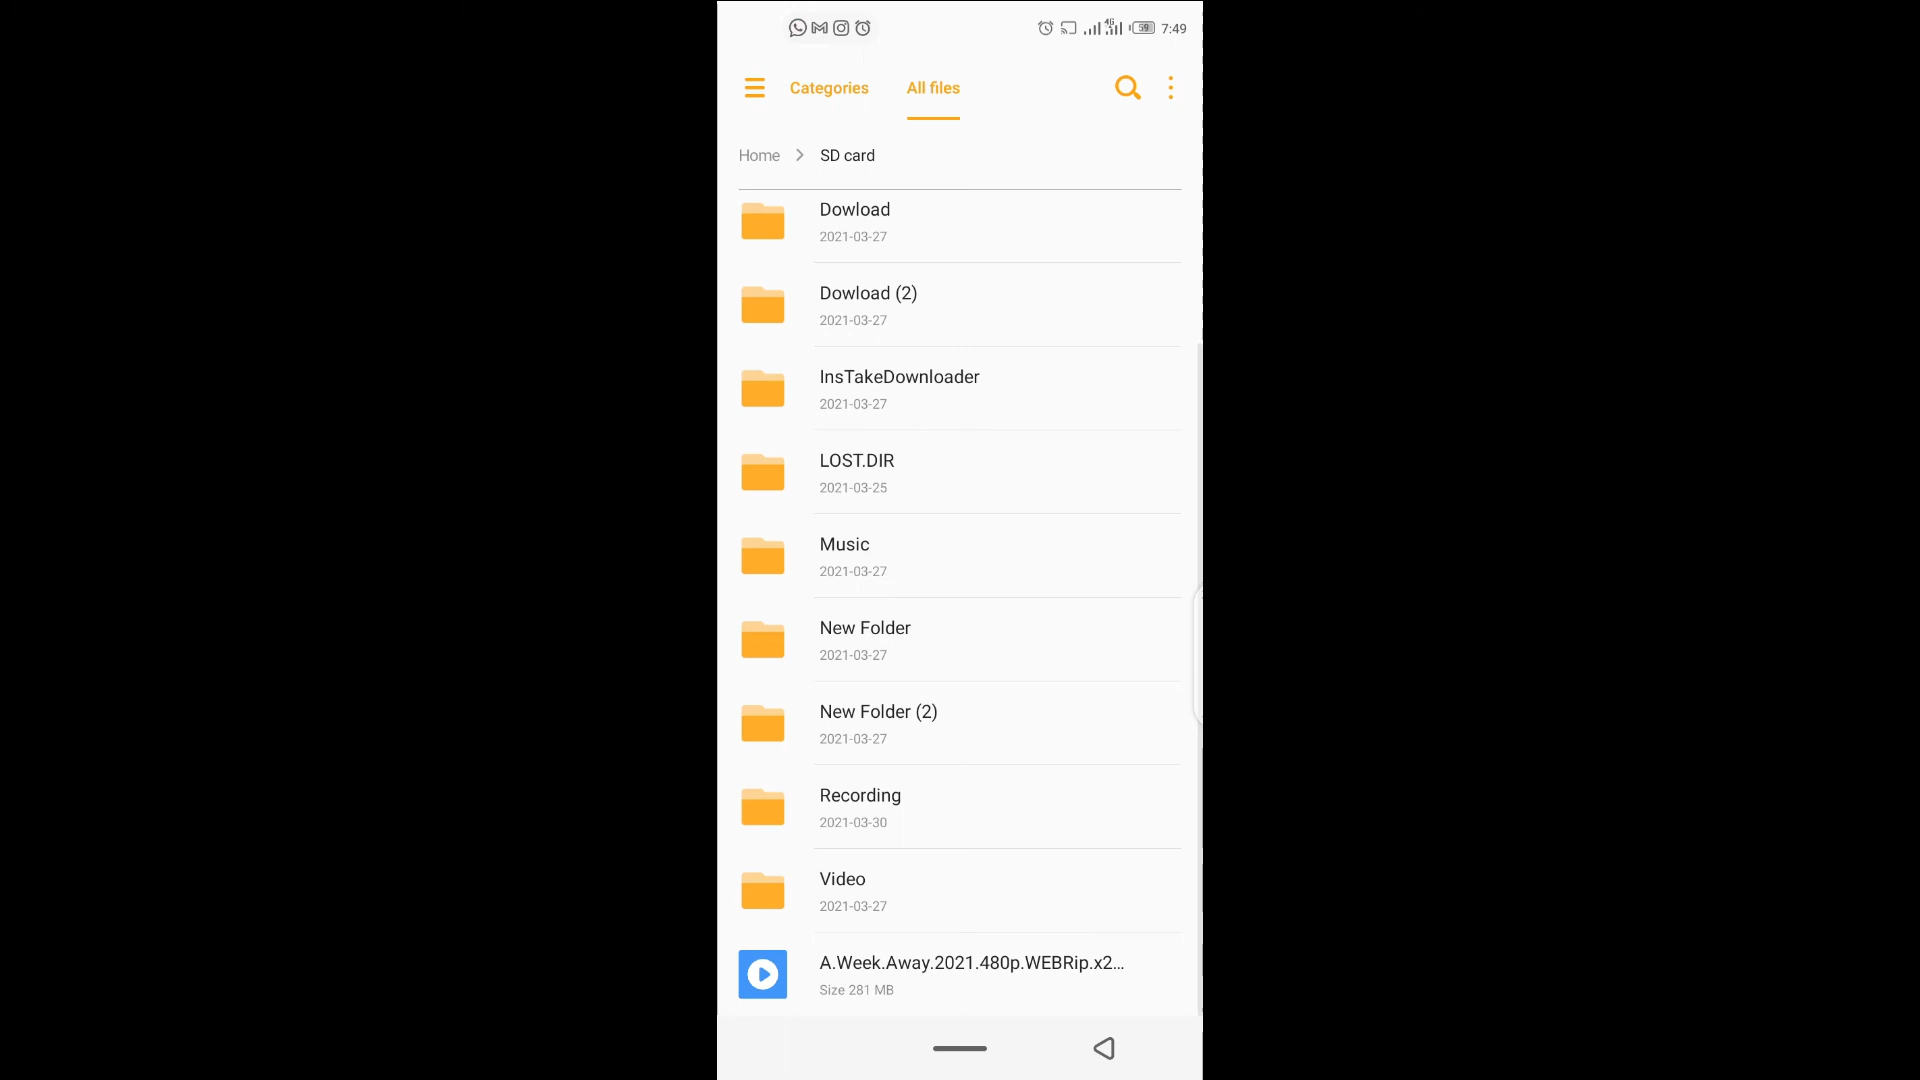 4G 59 7:49
Categories All files
Home SD card
Dowload
2021-03-27
Dowload (2)
2021-03-27
InsTakeDownloader
2021-03-27
LOST.DIR
2021-03-25
Music
2021-03-27
New Folder
2021-03-27
New Folder (2)
2021-03-27
Recording
2021-03-30
Video
2021-03-27
A.Week.Away.2021.480p.WEBRip.x2...
Size 281 MB